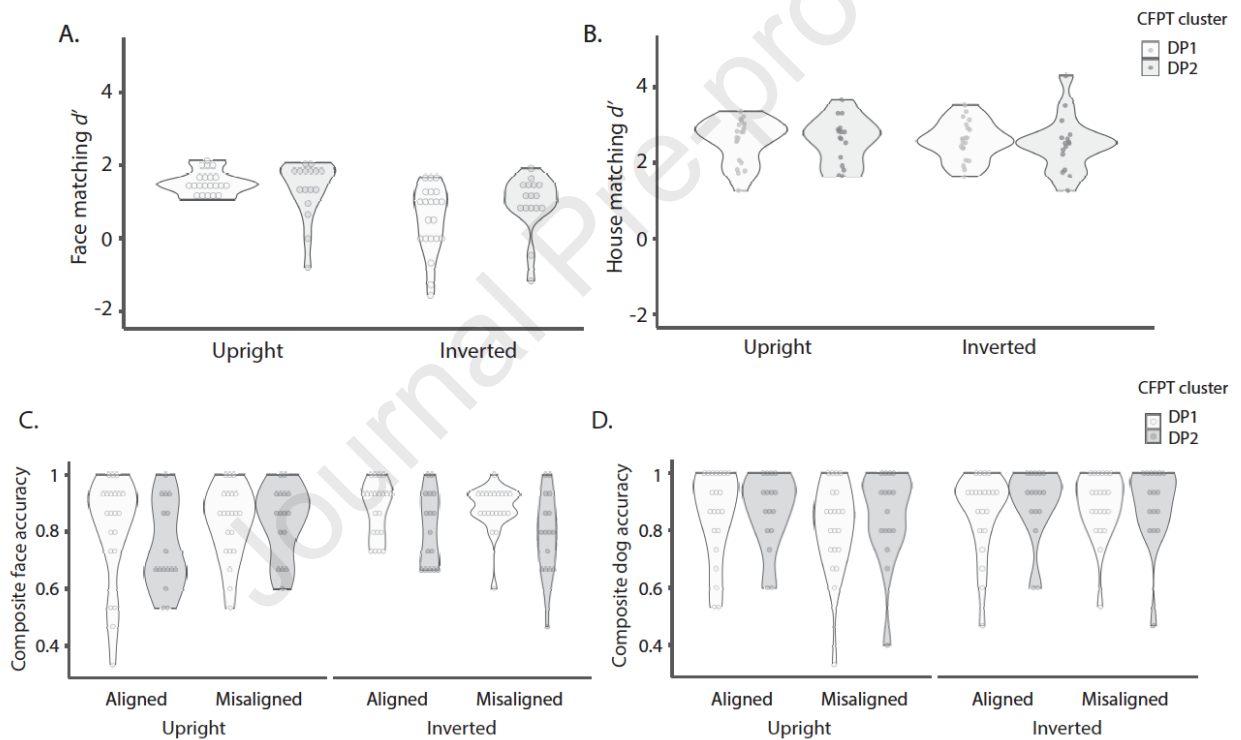 A.
Face matching d′
4
2
0
-2
Upright
Inverted
B.
CFPT cluster
DP1
DP2
House matching d′
4
2
0
-2
Upright
Inverted
C.
Composite face accuracy
1
0.8
0.6
0.4
Aligned
Misaligned
Aligned
Misaligned
Upright
Inverted
D.
CFPT cluster
DP1
DP2
Composite dog accuracy
1
0.8
0.6
0.4
Aligned
Misaligned
Aligned
Misaligned
Upright
Inverted
Journal Pre-pro